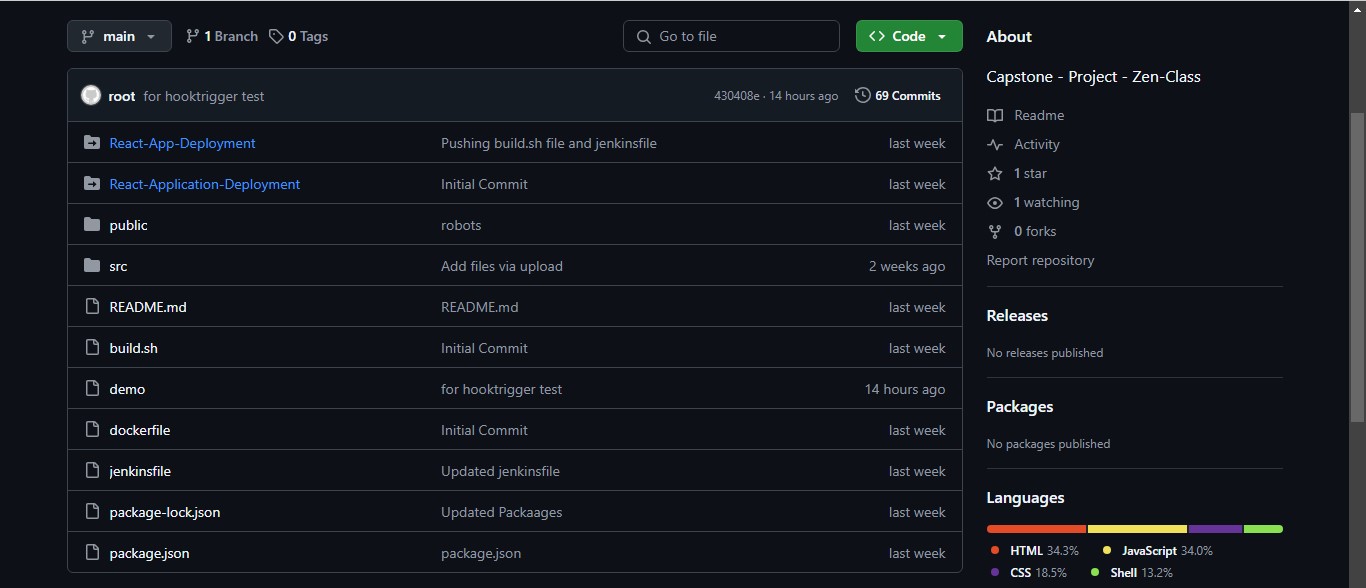 main 1 Branch 0 Tags Go to file Code
root for hooktrigger test 430408e · 14 hours ago 69 Commits
React-App-Deployment Pushing build.sh file and jenkinsfile last week
React-Application-Deployment Initial Commit last week
public robots last week
src Add files via upload 2 weeks ago
README.md README.md last week
build.sh Initial Commit last week
demo for hooktrigger test 14 hours ago
dockerfile Initial Commit last week
jenkinsfile Updated jenkinsfile last week
package-lock.json Updated Packaages last week
package.json package.json last week
About
Capstone - Project - Zen-Class
Readme
Activity
1 star
1 watching
0 forks
Report repository
Releases
No releases published
Packages
No packages published
Languages
HTML 34.3% JavaScript 34.0%
CSS 18.5% Shell 13.2%